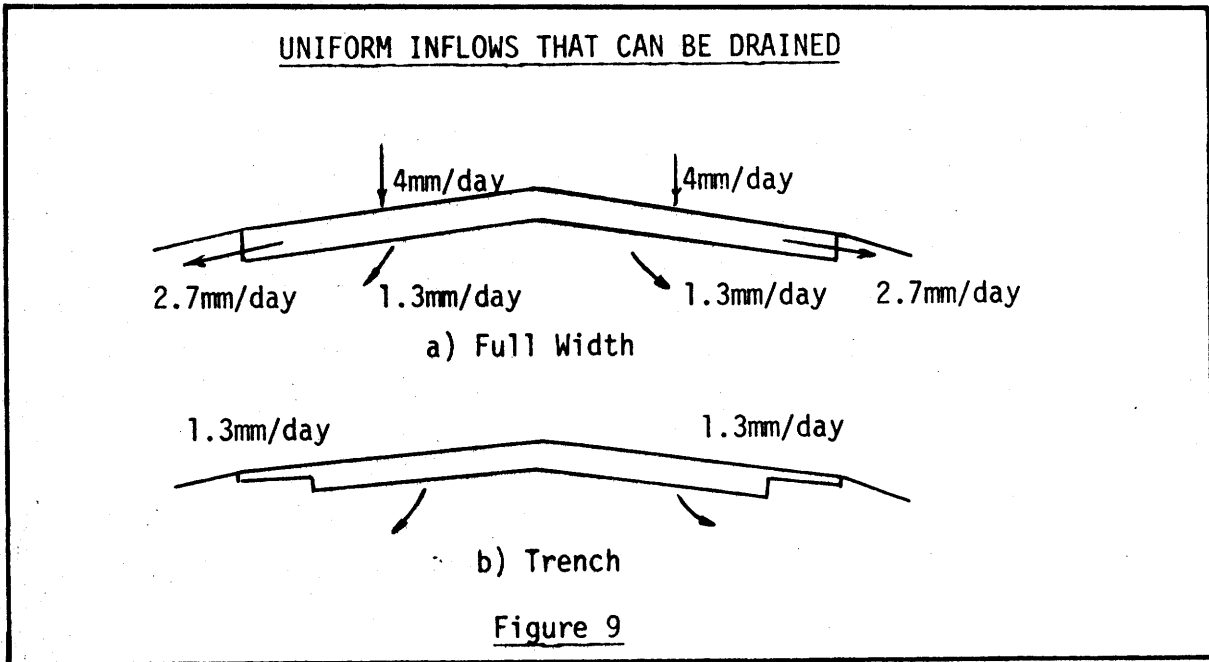 UNIFORM INFLOWS THAT CAN BE DRAINED
4mm/day 4mm/day
2.7mm/day 1.3mm/day 1.3mm/day 2.7mm/day
a) Full Width
1.3mm/day 1.3mm/day
b) Trench
Figure 9